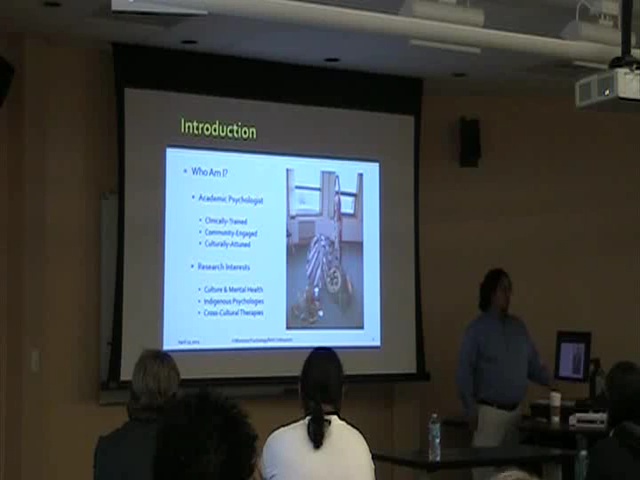 Introduction
Who Am I?
Academic Psychologist
Clinically-Trained
Community-Engaged
Culturally-Attuned
Research Interests
Culture & Mental Health
Indigenous Psychologies
Cross-Cultural Therapies